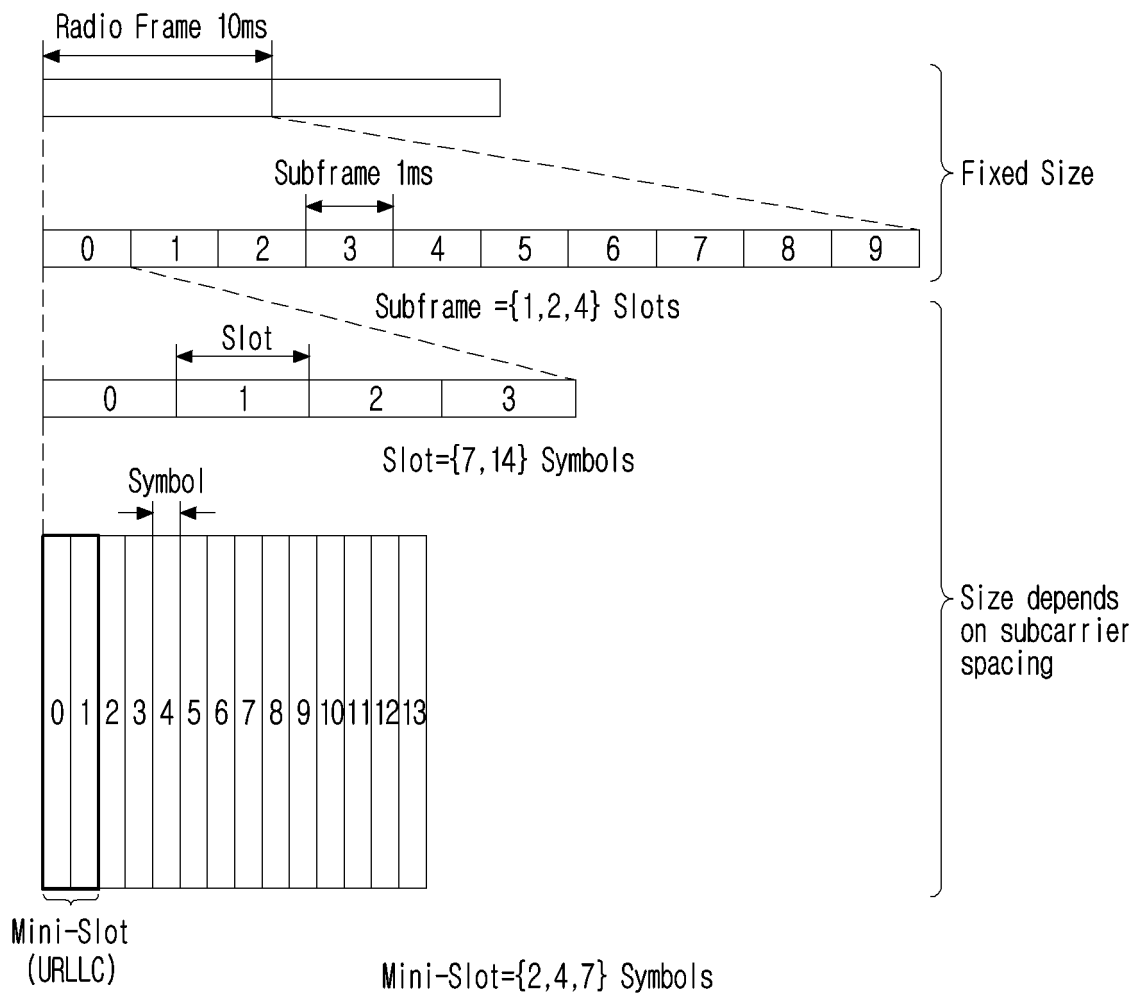 Radio Frame 10ms
Subframe 1ms
Fixed Size
0 1 2 3 4 5 6 7 8 9
Subframe ={1,2,4} Slots
Slot
0 1 2 3
Slot={7,14} Symbols
Symbol
Size depends
on subcarrier
spacing
0 1 2 3 4 5 6 7 8 9 10 11 12 13
Mini-Slot
(URLLC)
Mini-Slot={2,4,7} Symbols